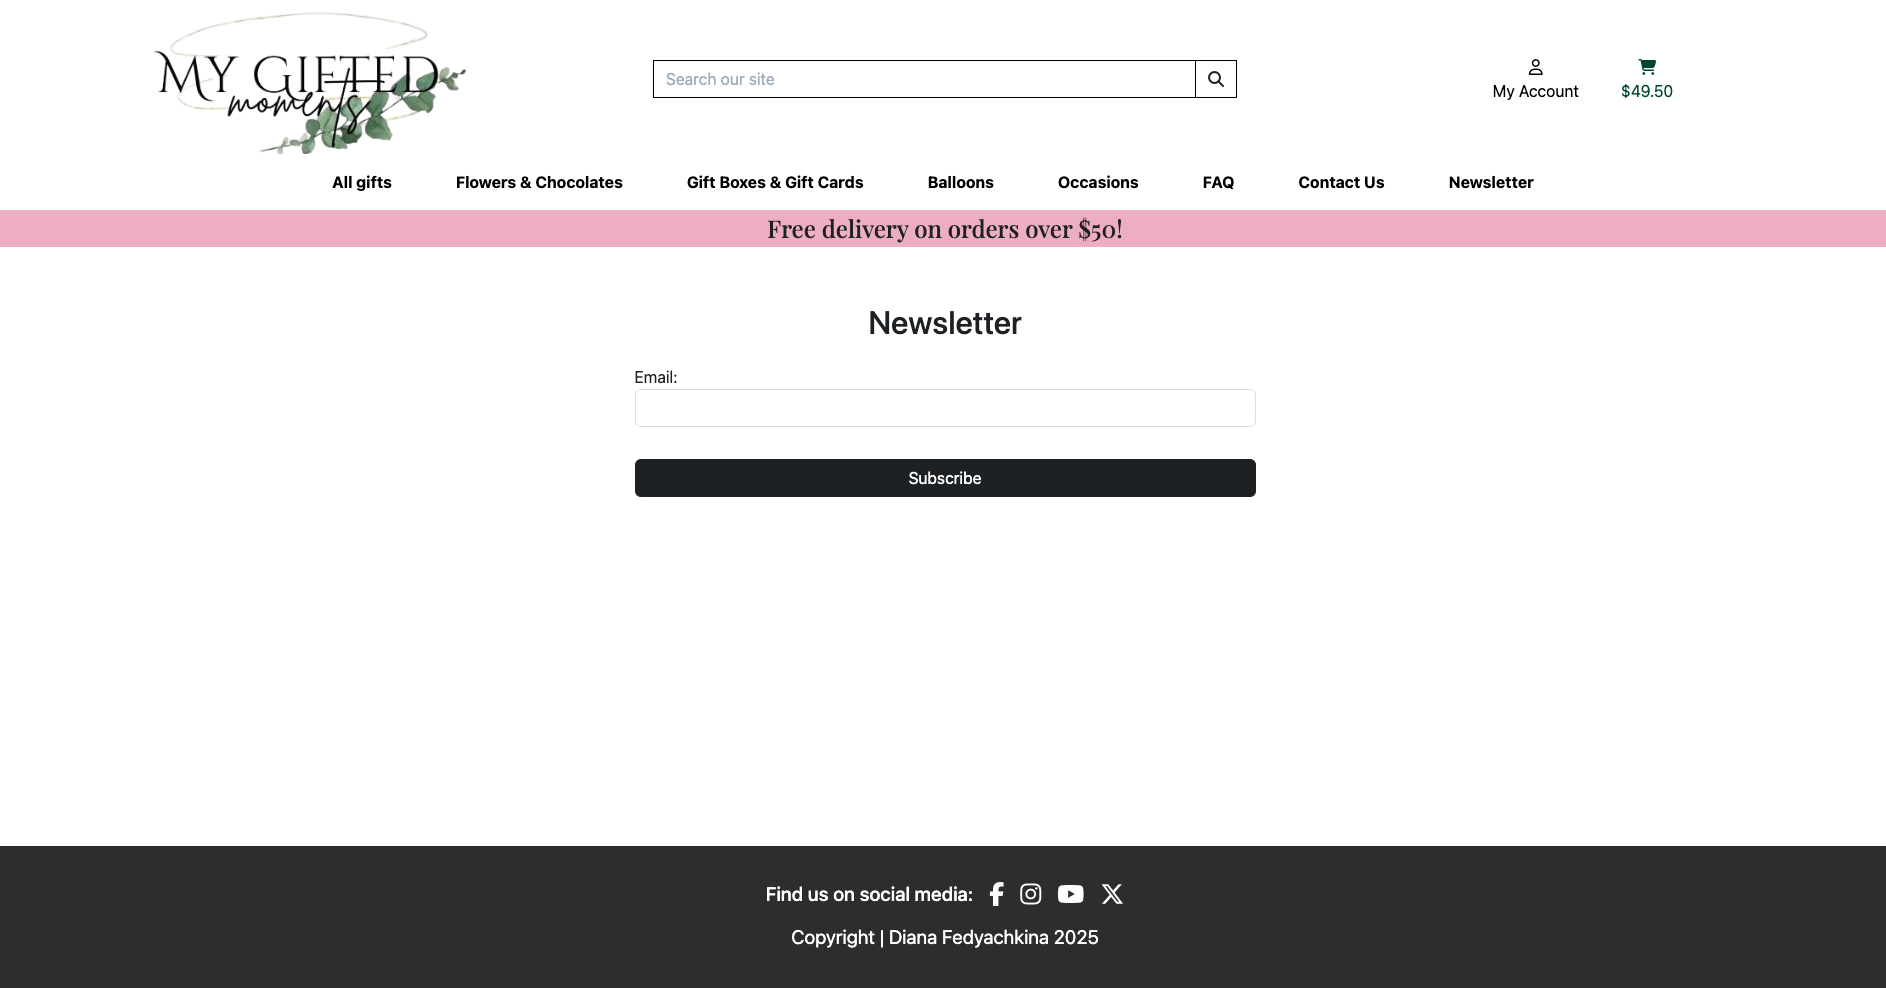 MY GIFTED
moments
Search our site
My Account
$49.50
All gifts
Flowers & Chocolates
Gift Boxes & Gift Cards
Balloons
Occasions
FAQ
Contact Us
Newsletter
Free delivery on orders over $50!
Newsletter
Email:
Subscribe
Find us on social media:
Copyright | Diana Fedyachkina 2025